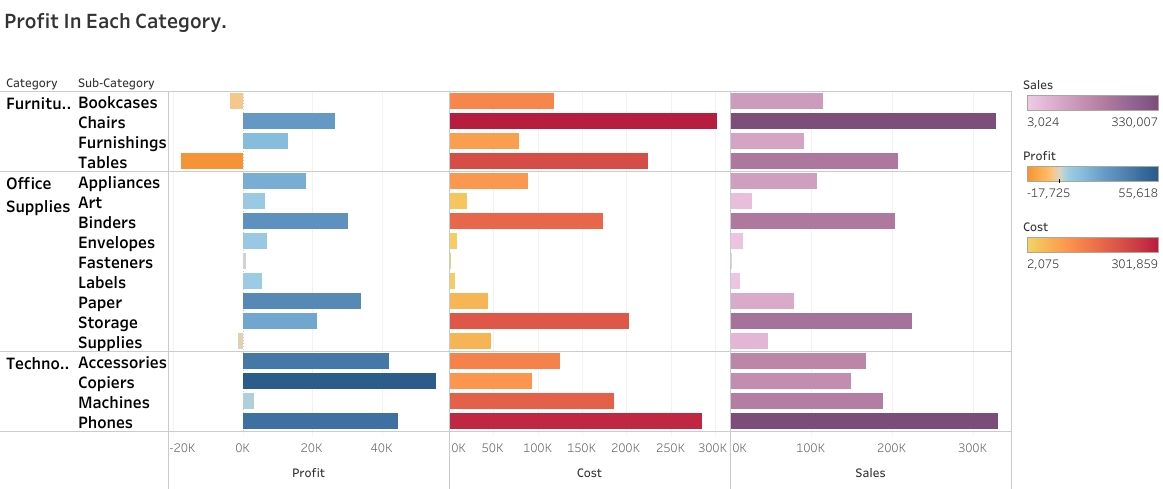 Profit In Each Category.
Category Sub-Category
Furnitu.. Bookcases
Chairs
Furnishings
Tables
Office Supplies Appliances
Art
Binders
Envelopes
Fasteners
Labels
Paper
Storage
Supplies
Techno.. Accessories
Copiers
Machines
Phones
-20K 0K 20K 40K 0K 50K 100K 150K 200K 250K 300K 0K 100K 200K 300K
Profit Cost Sales
Sales
3,024 330,007
Profit
-17,725 55,618
Cost
2,075 301,859